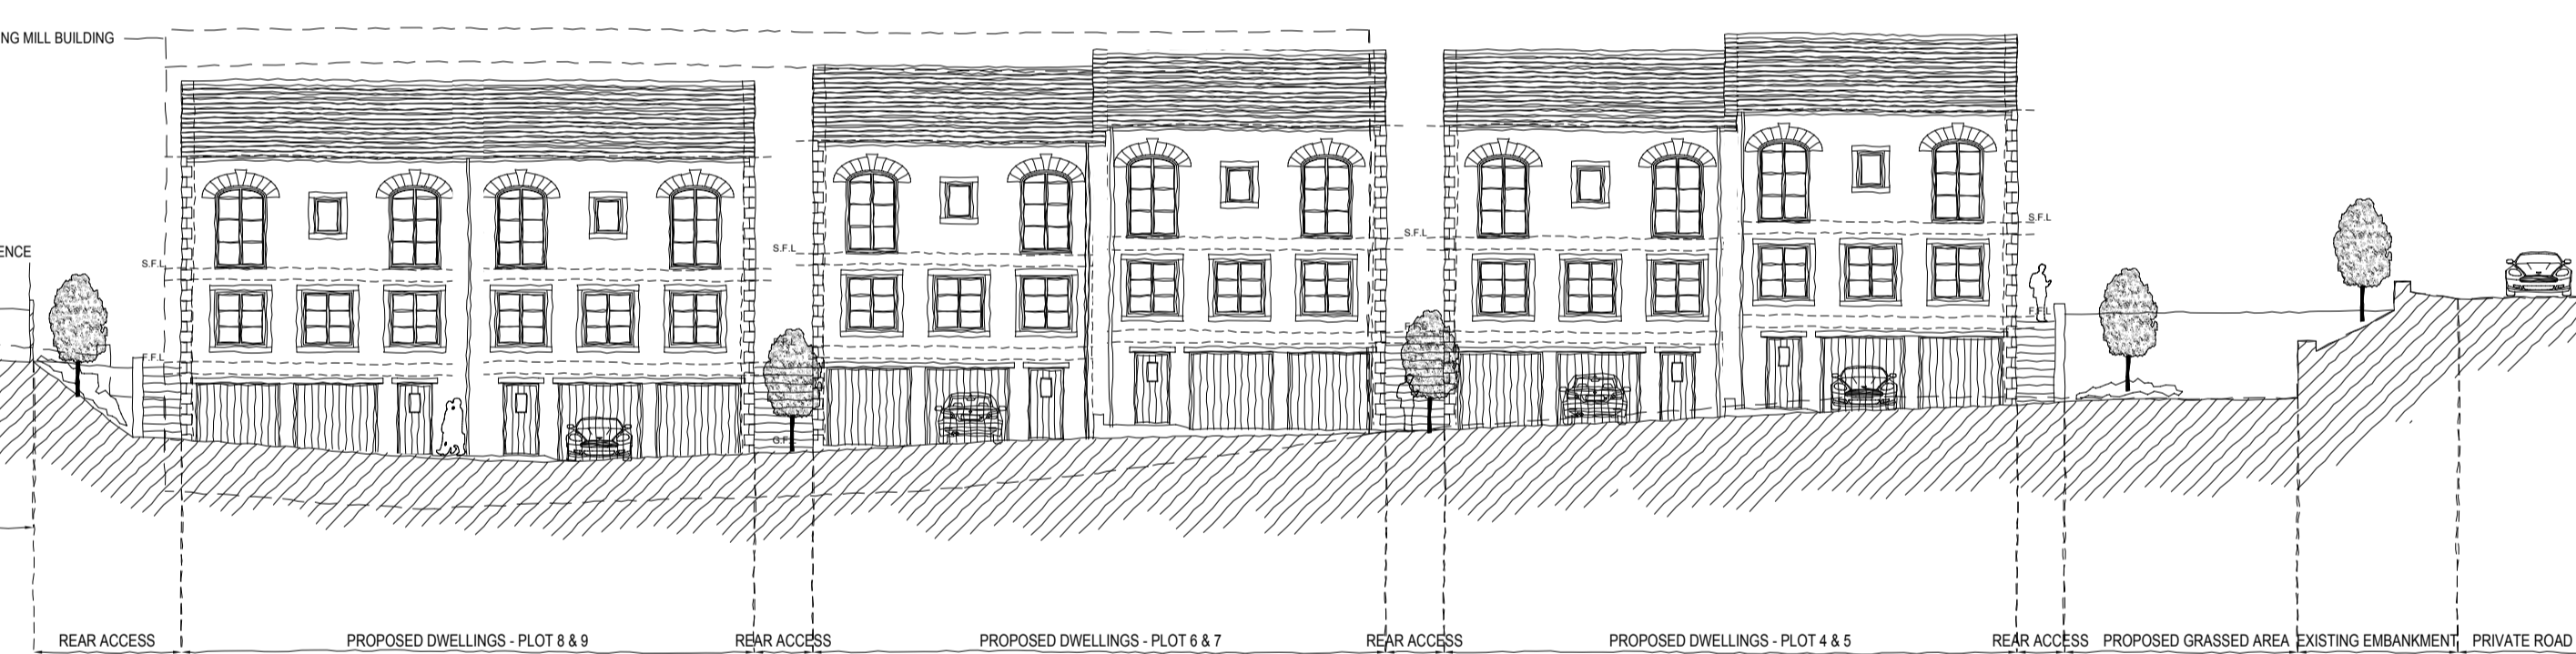 NG MILL BUILDING
ENCE
S.F.L
S.F.L
S.F.L
S.F.L
F.F.L
F.F.L
F.F.L
G.F.L
REAR ACCESS
PROPOSED DWELLINGS - PLOT 8 & 9
REAR ACCESS
PROPOSED DWELLINGS - PLOT 6 & 7
REAR ACCESS
PROPOSED DWELLINGS - PLOT 4 & 5
REAR ACCESS
PROPOSED GRASSED AREA
EXISTING EMBANKMENT
PRIVATE ROAD